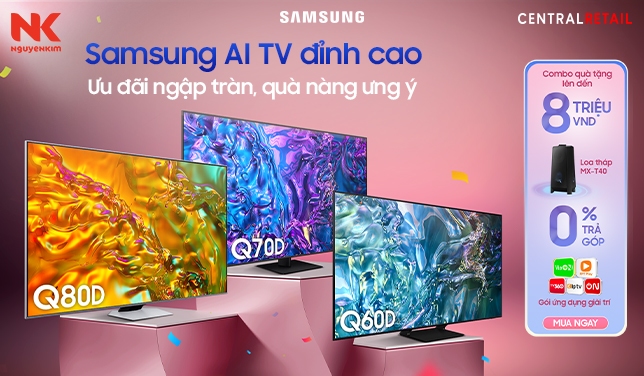 NK
NGUYENKIM
SAMSUNG
CENTRAL RETAIL
Samsung AI TV đỉnh cao
Ưu đãi ngập tràn, quà nàng ưng ý
Q80D
Q70D
Q60D
Combo quà tặng
lên đến
8 TRIỆU
VND
Loa tháp
MX-T40
0%
TRẢ
GÓP
ON
Gói ứng dụng giải trí
MUA NGAY